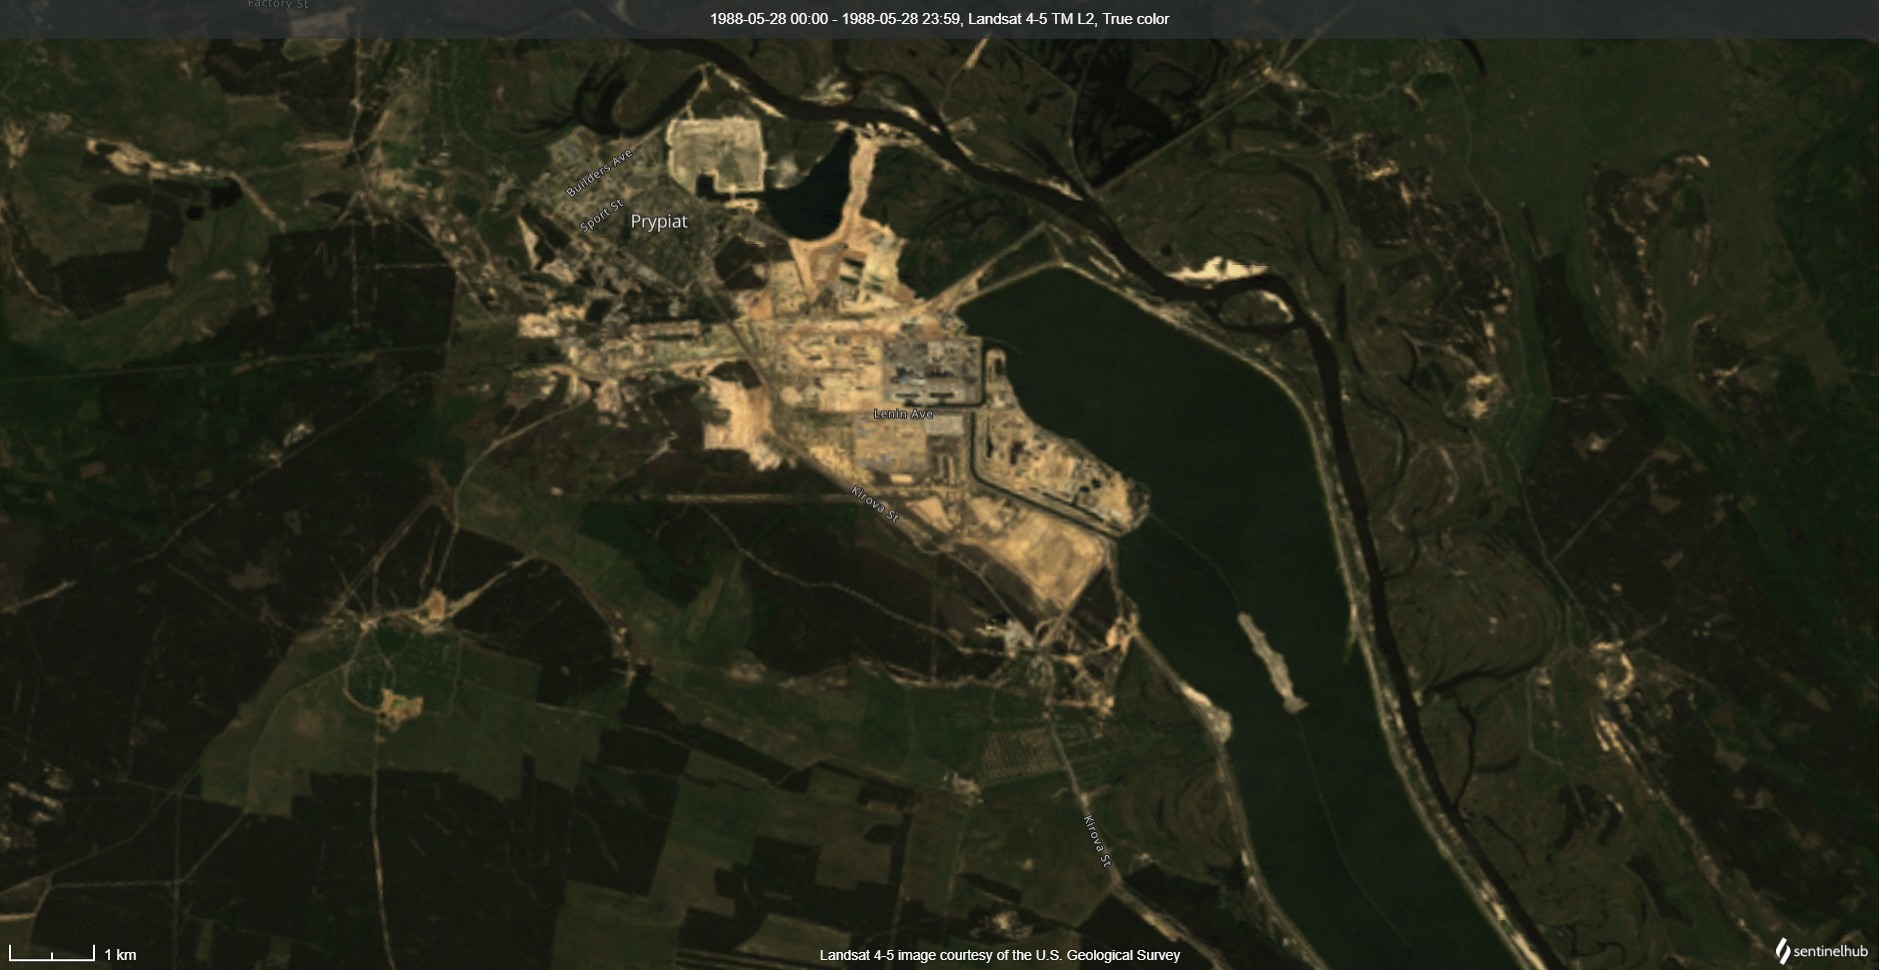 Factory St
1988-05-28 00:00 - 1988-05-28 23:59, Landsat 4-5 TM L2, True color
Builders Ave
Sport St
Prypiat
Lenin Ave
Kirova St
Kirova St
1 km
Landsat 4-5 image courtesy of the U.S. Geological Survey
sentinelhub